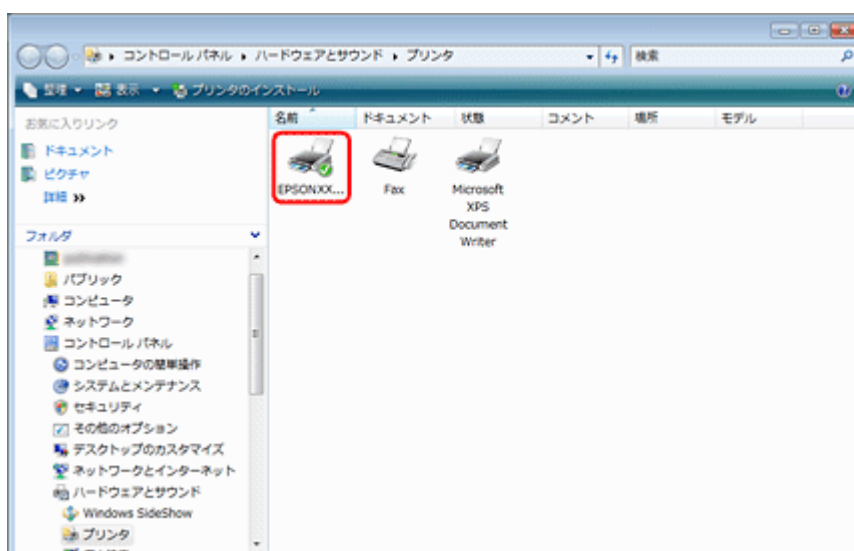 コントロール パネル ▸ ハードウェアとサウンド ▸ プリンタ
検索
整理 表示 プリンタのインストール
お気に入りリンク
ドキュメント
ピクチャ
詳細 »
フォルダ
パブリック
コンピュータ
ネットワーク
コントロール パネル
コンピュータの簡単操作
システムとメンテナンス
セキュリティ
その他のオプション
デスクトップのカスタマイズ
ネットワークとインターネット
ハードウェアとサウンド
Windows SideShow
プリンタ
名前 ドキュメント 状態 コメント 場所 モデル
EPSONXX...
Fax
Microsoft
XPS
Document
Writer